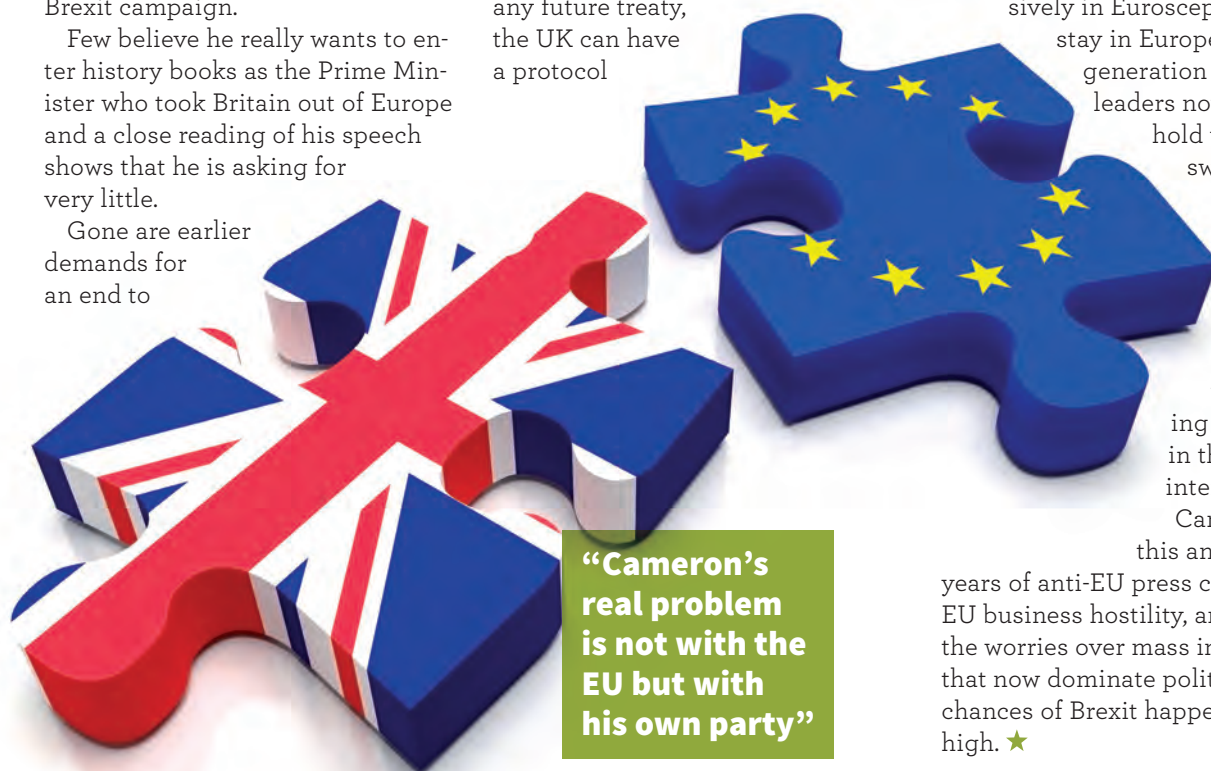 Brexit campaign.
Few believe he really wants to en-
ter history books as the Prime Min-
ister who took Britain out of Europe
and a close reading of his speech
shows that he is asking for
very little.
Gone are earlier
demands for
an end to
any future treaty,
the UK can have
a protocol
“Cameron’s
real problem
is not with the
EU but with
his own party”
sively in Euroscep
stay in Europe
generation
leaders no
hold
sw
ing
in th
inte
Car
this an
years of anti-EU press c
EU business hostility, a
the worries over mass in
that now dominate polit
chances of Brexit happe
high.